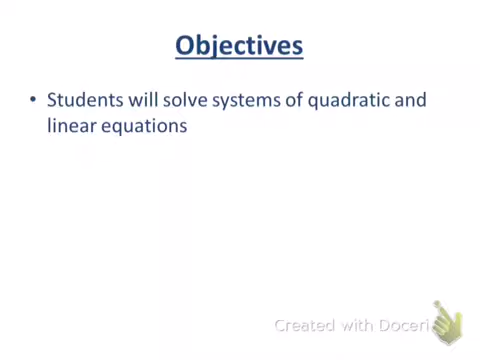 Objectives
• Students will solve systems of quadratic and
linear equations
Created with Doceri